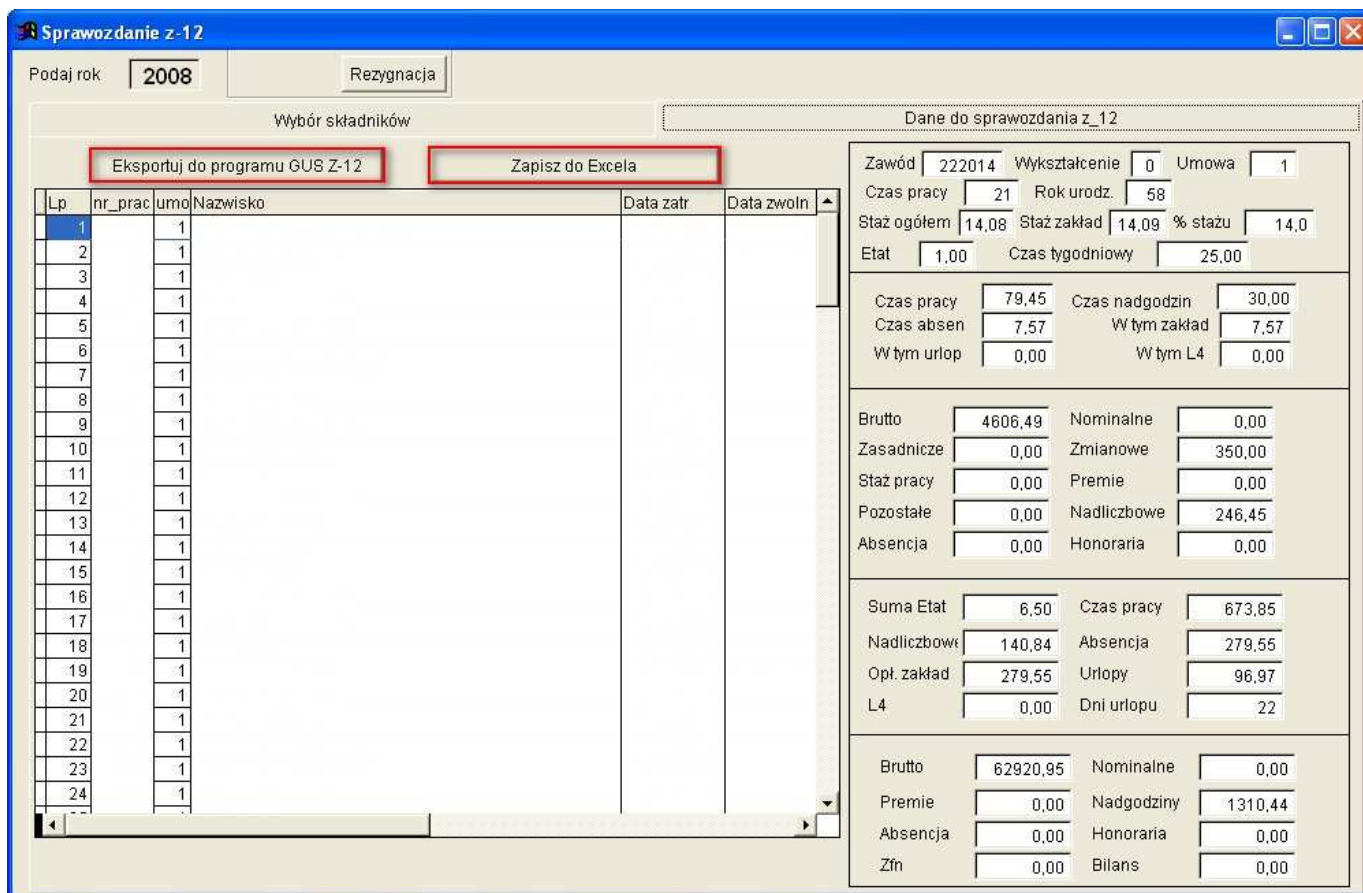 Sprawozdanie z-12
Podaj rok 2008 Rezygnacja
Wybór składników Dane do sprawozdania z_12
Eksportuj do programu GUS Z-12 Zapisz do Excela
Lp nr_prac umo Nazwisko Data zatr Data zwoln
1 1
2 1
3 1
4 1
5 1
6 1
7 1
8 1
9 1
10 1
11 1
12 1
13 1
14 1
15 1
16 1
17 1
18 1
19 1
20 1
21 1
22 1
23 1
24 1
Zawód 222014 Wykształcenie 0 Umowa 1
Czas pracy 21 Rok urodz. 58
Staż ogółem 14,08 Staż zakład 14,09 % stażu 14,0
Etat 1,00 Czas tygodniowy 25,00
Czas pracy 79,45 Czas nadgodzin 30,00
Czas absen 7,57 W tym zakład 7,57
W tym urlop 0,00 W tym L4 0,00
Brutto 4606,49 Nominalne 0,00
Zasadnicze 0,00 Zmianowe 350,00
Staż pracy 0,00 Premie 0,00
Pozostałe 0,00 Nadliczbowe 246,45
Absencja 0,00 Honoraria 0,00
Suma Etat 6,50 Czas pracy 673,85
Nadliczbowe 140,84 Absencja 279,55
Opł. zakład 279,55 Urlopy 96,97
L4 0,00 Dni urlopu 22
Brutto 62920,95 Nominalne 0,00
Premie 0,00 Nadgodziny 1310,44
Absencja 0,00 Honoraria 0,00
Zfn 0,00 Bilans 0,00